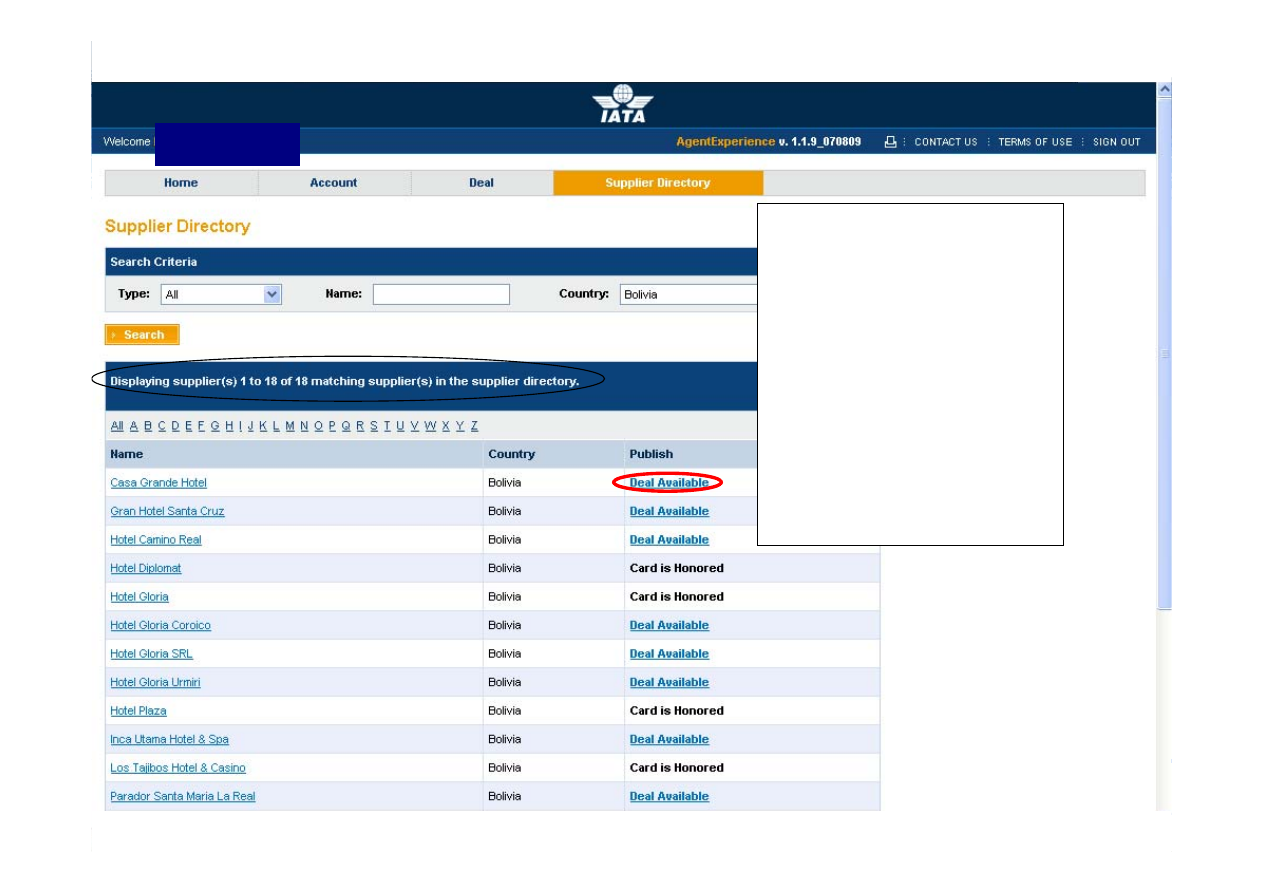 IATA
Welcome
AgentExperience v. 1.1.9_070809 CONTACT US TERMS OF USE SIGN OUT
Home Account Deal Supplier Directory
Supplier Directory
Search Criteria
Type: All Name: Country: Bolivia
Search
Displaying supplier(s) 1 to 18 of 18 matching supplier(s) in the supplier directory.
All A B C D E F G H I J K L M N O P Q R S T U V W X Y Z
Name Country Publish
Casa Grande Hotel Bolivia Deal Available
Gran Hotel Santa Cruz Bolivia Deal Available
Hotel Camino Real Bolivia Deal Available
Hotel Diplomat Bolivia Card is Honored
Hotel Gloria Bolivia Card is Honored
Hotel Gloria Coroico Bolivia Deal Available
Hotel Gloria SRL Bolivia Deal Available
Hotel Gloria Urmiri Bolivia Deal Available
Hotel Plaza Bolivia Card is Honored
Inca Utama Hotel & Spa Bolivia Deal Available
Los Tajibos Hotel & Casino Bolivia Card is Honored
Parador Santa Maria La Real Bolivia Deal Available